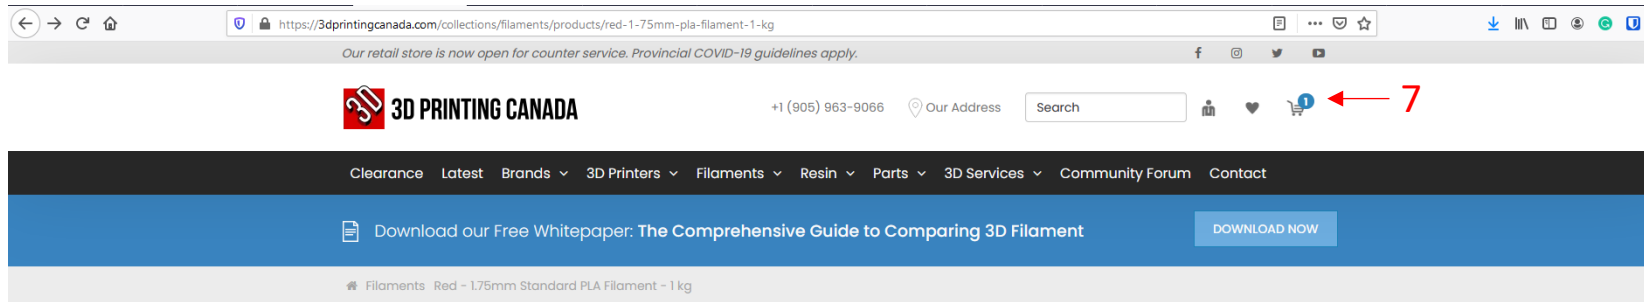 https://3dprintingcanada.com/collections/filaments/products/red-1-75mm-pla-filament-1-kg
Our retail store is now open for counter service. Provincial COVID-19 guidelines apply.
3D PRINTING CANADA +1 (905) 963-9066 Our Address Search 1 7
Clearance Latest Brands 3D Printers Filaments Resin Parts 3D Services Community Forum Contact
Download our Free Whitepaper: The Comprehensive Guide to Comparing 3D Filament DOWNLOAD NOW
Filaments Red - 1.75mm Standard PLA Filament - 1 kg